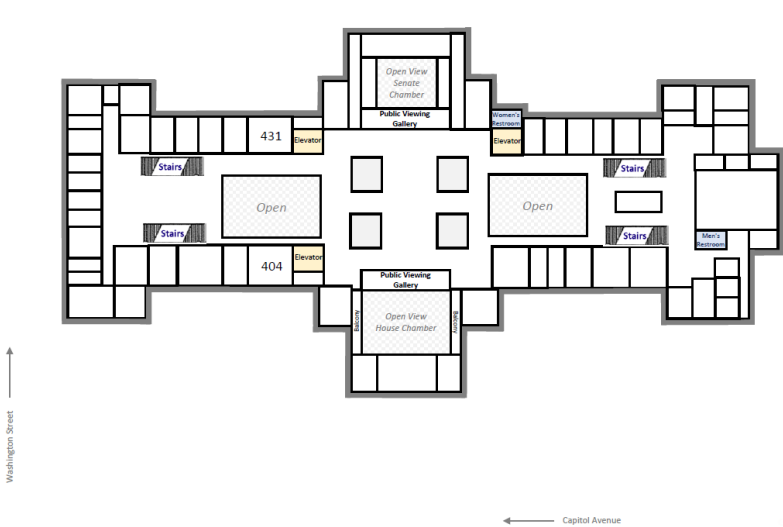 Open View
Senate
Chamber
Public Viewing
Gallery
Women's
Restroom
431
Elevator
Elevator
Stairs
Stairs
Open
Open
Stairs
Stairs
Men's
Restroom
404
Elevator
Public Viewing
Gallery
Balcony
Open View
House Chamber
Balcony
Washington Street
Capitol Avenue